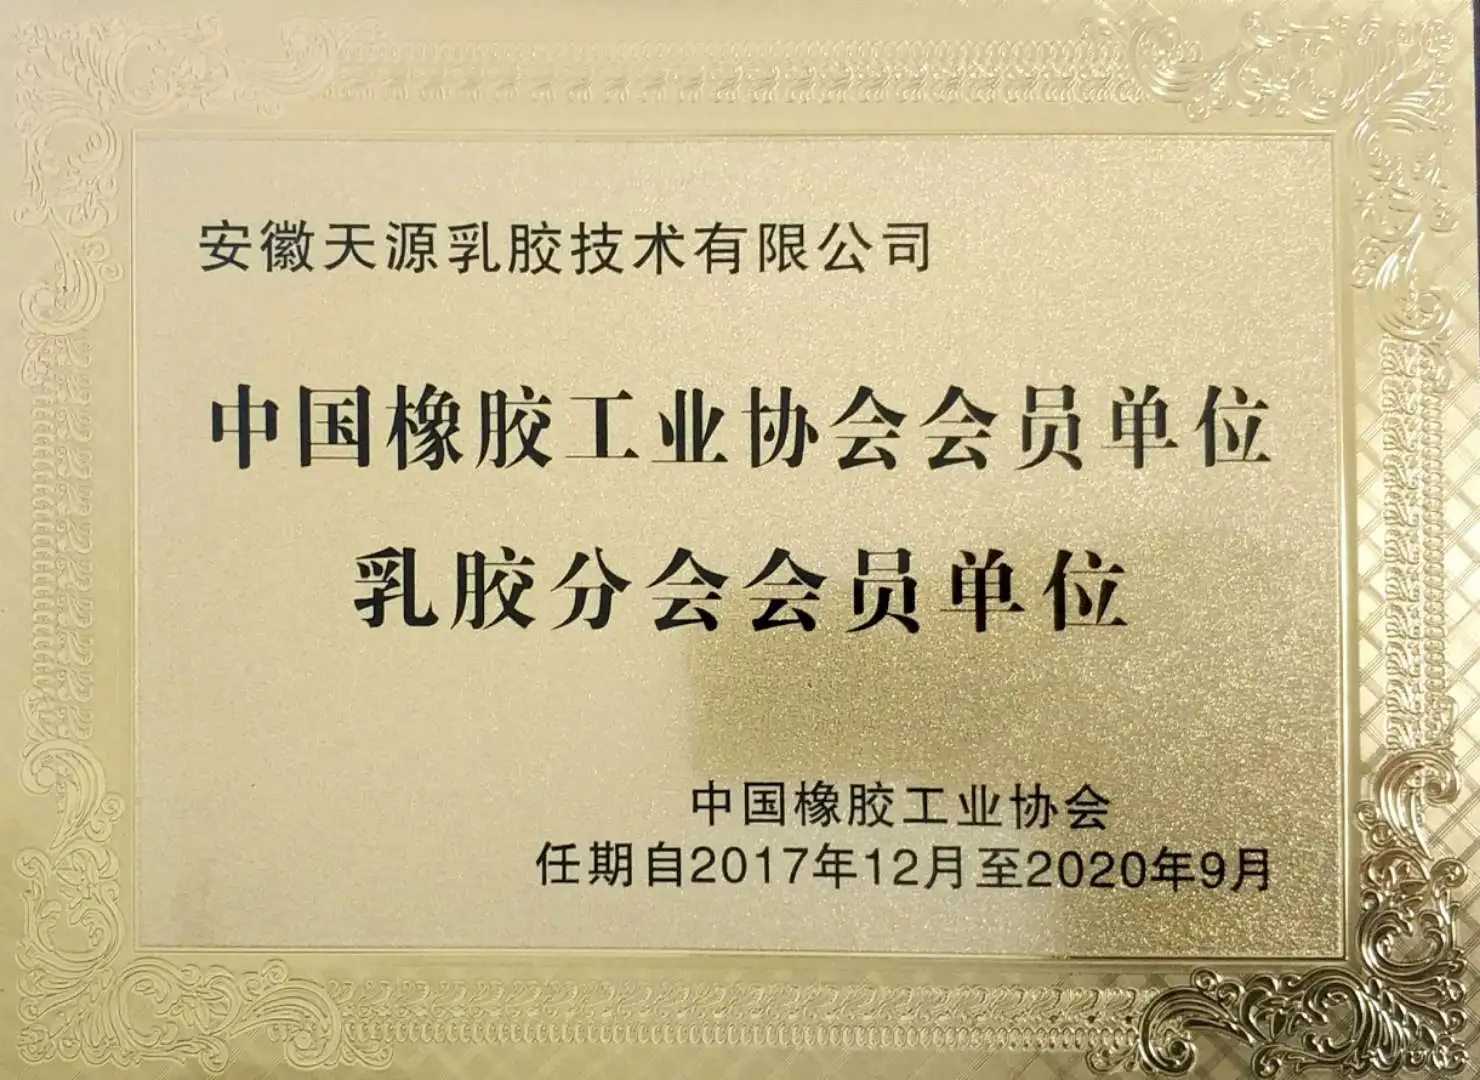 安徽天源乳胶技术有限公司
中国橡胶工业协会会员单位
乳胶分会会员单位
中国橡胶工业协会
任期自2017年12月至2020年9月